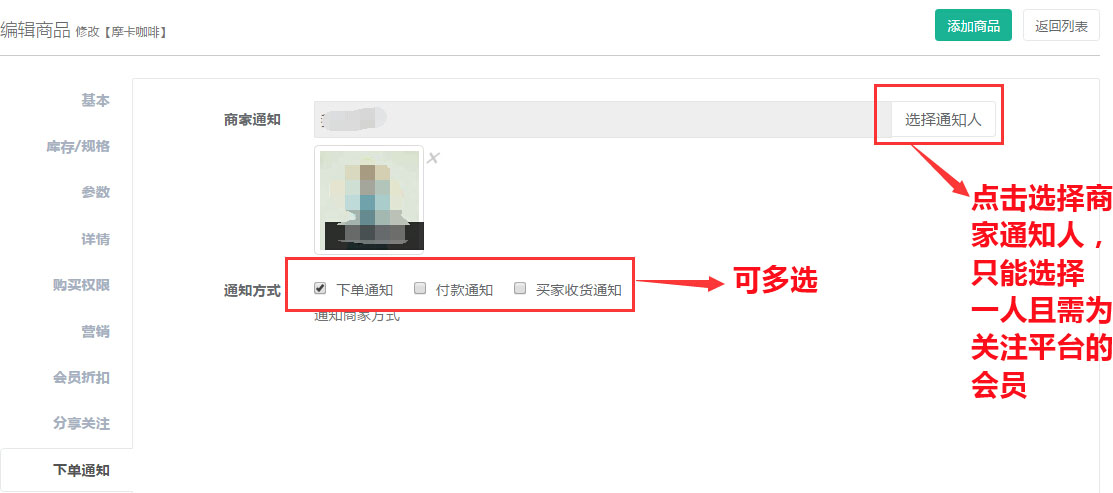 编辑商品 修改【摩卡咖啡】
添加商品
返回列表
基本
库存/规格
参数
详情
购买权限
营销
会员折扣
分享关注
下单通知
商家通知
选择通知人
通知方式
下单通知 付款通知 买家收货通知
通知商家方式
可多选
点击选择商
家通知人，
只能选择
一人且需为
关注平台的
会员